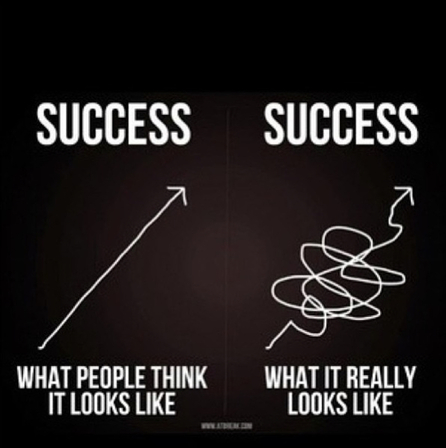 SUCCESS
SUCCESS
WHAT PEOPLE THINK
IT LOOKS LIKE
WHAT IT REALLY
LOOKS LIKE